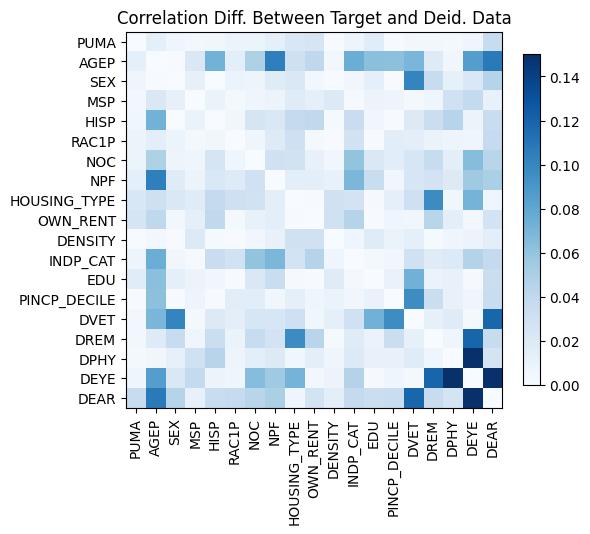 Correlation Diff. Between Target and Deid. Data
PUMA
AGEP
SEX
MSP
HISP
RAC1P
NOC
NPF
HOUSING_TYPE
OWN_RENT
DENSITY
INDP_CAT
EDU
PINCP_DECILE
DVET
DREM
DPHY
DEYE
DEAR
PUMA
AGEP
SEX
MSP
HISP
RAC1P
NOC
NPF
HOUSING_TYPE
OWN_RENT
DENSITY
INDP_CAT
EDU
PINCP_DECILE
DVET
DREM
DPHY
DEYE
DEAR
0.14
0.12
0.10
0.08
0.06
0.04
0.02
0.00